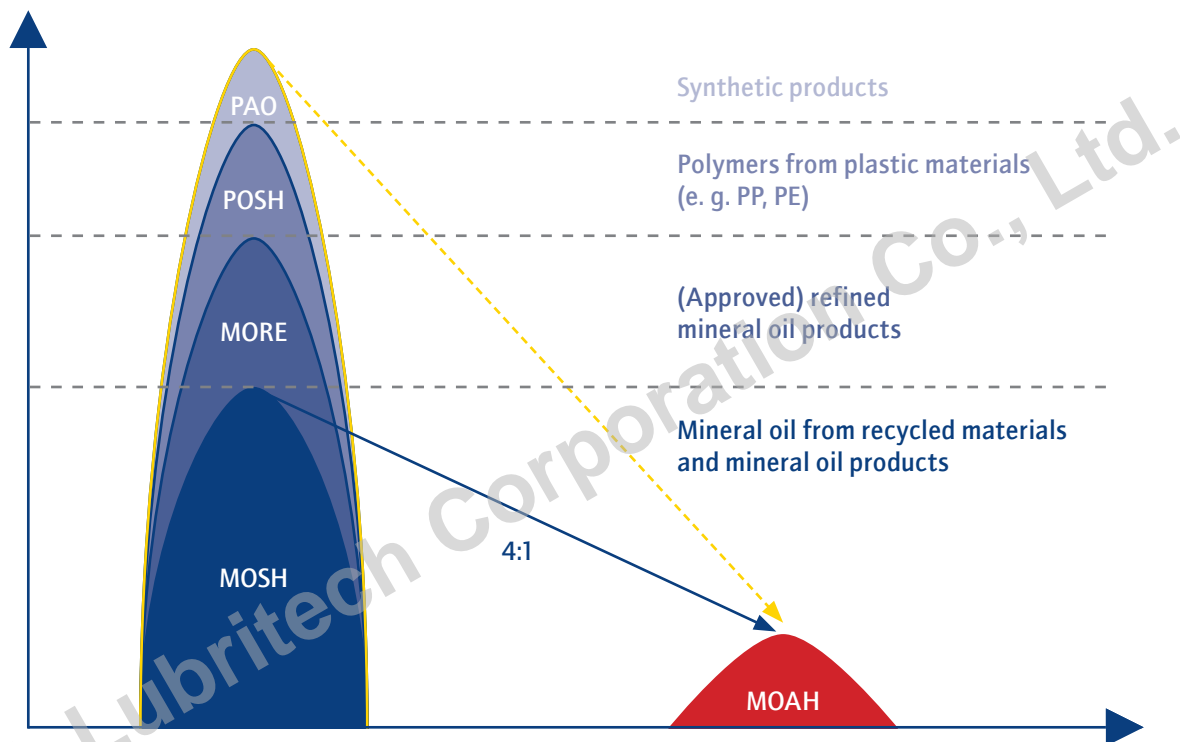 PAO
Synthetic products
POSH
Polymers from plastic materials
(e. g. PP, PE)
MORE
(Approved) refined
mineral oil products
MOSH
Mineral oil from recycled materials
and mineral oil products
4:1
MOAH
Lubritech Corporation Co., Ltd.